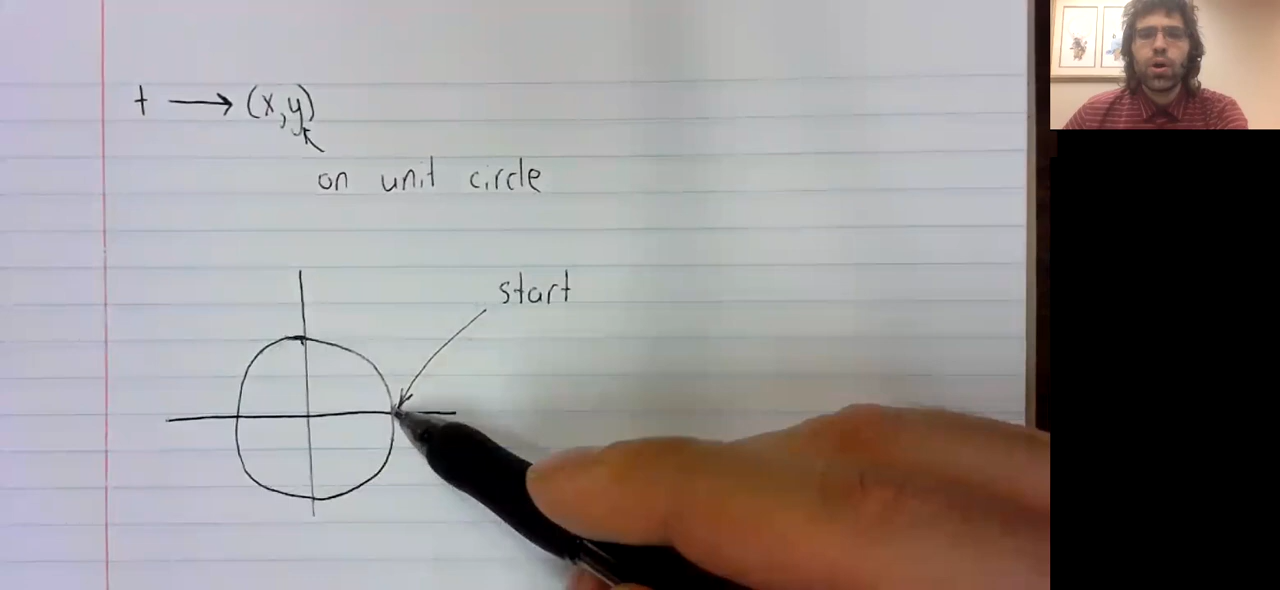 t → (x,y)
on unit circle
start